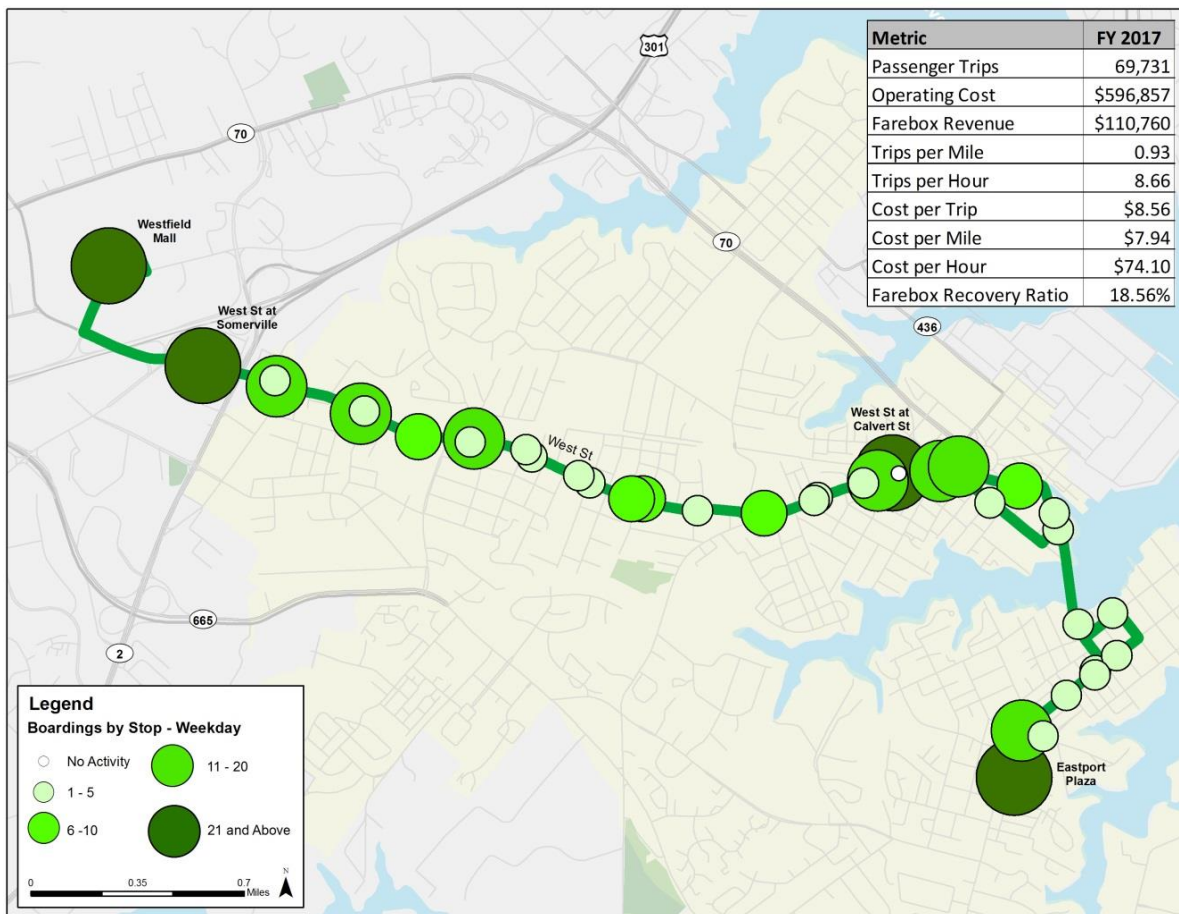 Metric FY 2017
Passenger Trips 69,731
Operating Cost $596,857
Farebox Revenue $110,760
Trips per Mile 0.93
Trips per Hour 8.66
Cost per Trip $8.56
Cost per Mile $7.94
Cost per Hour $74.10
Farebox Recovery Ratio 18.56%
301
70
Westfield
Mall
70
West St at
Somerville
436
West St at
Calvert St
West St
665
2
Eastport
Plaza
Legend
Boardings by Stop - Weekday
No Activity
1 - 5
6 -10
11 - 20
21 and Above
0 0.35 0.7
Miles
N